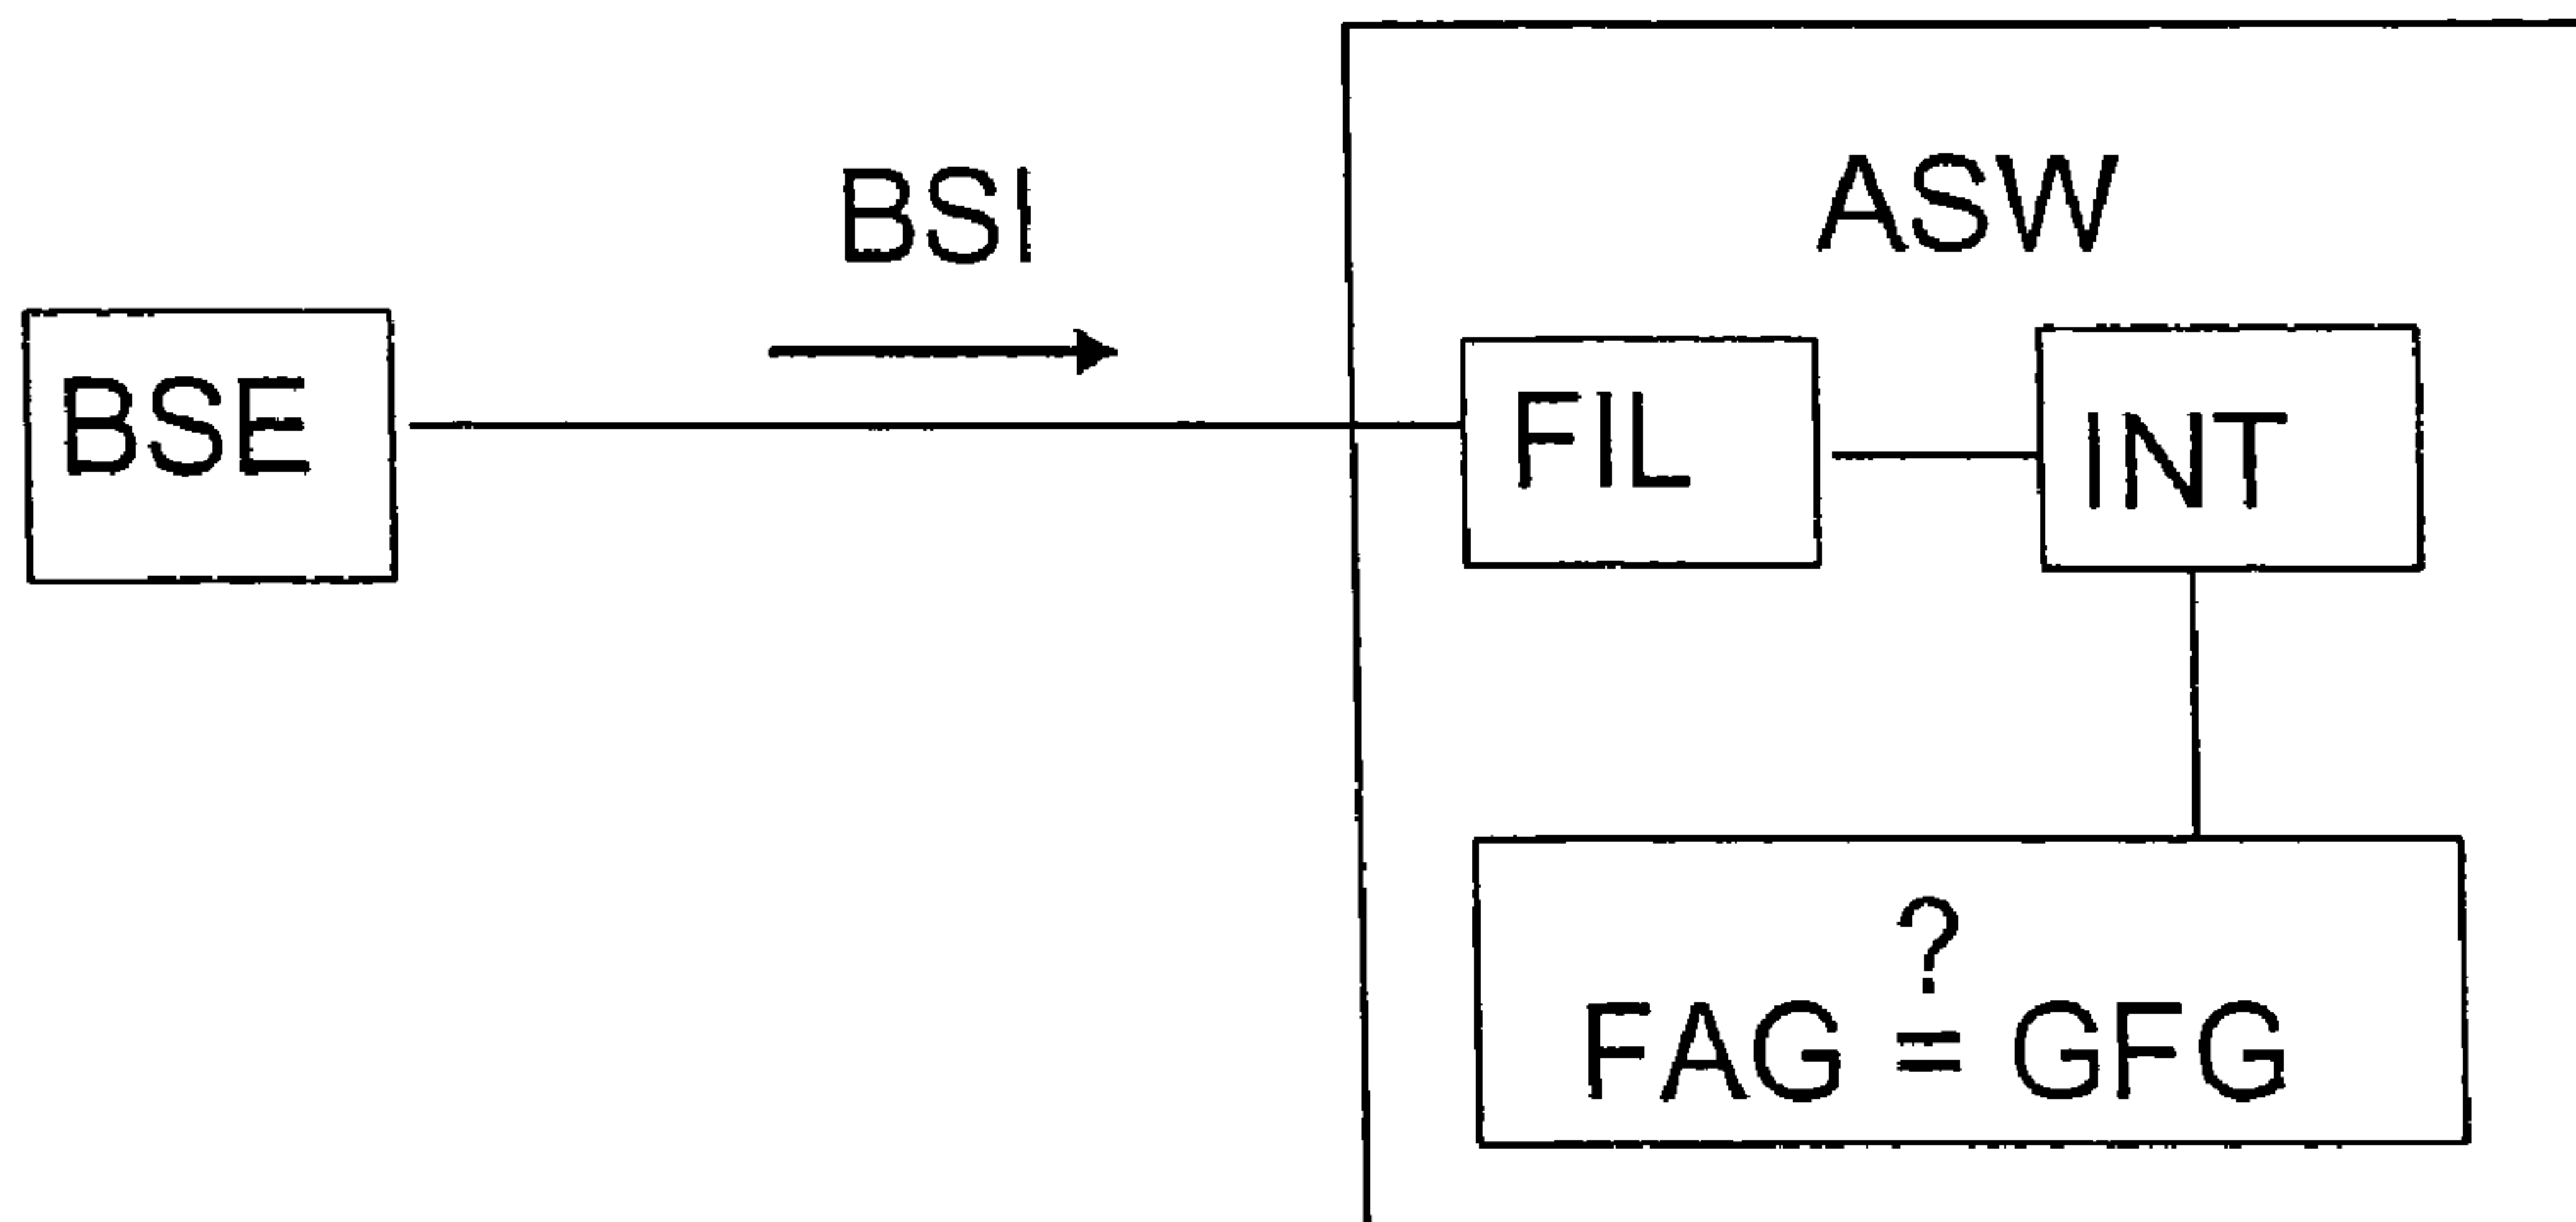 BSI
ASW
BSE
FIL
INT
?
FAG = GFG